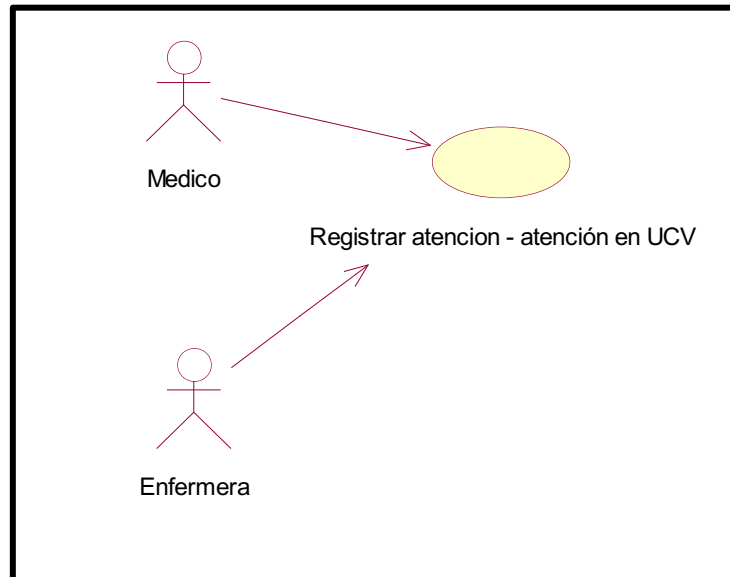 Medico
Registrar atencion - atención en UCV
Enfermera